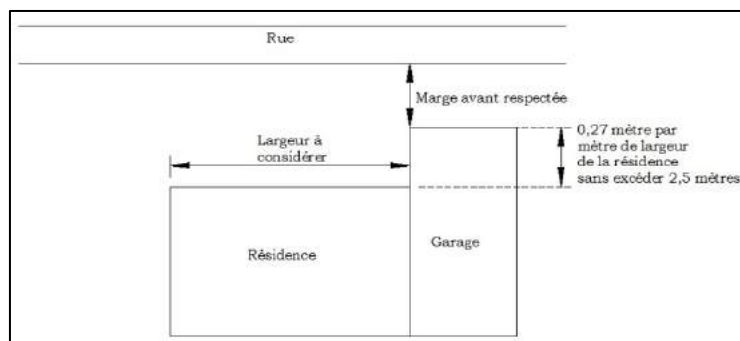 Rue
Marge avant respectée
Largeur à
considérer
0,27 mètre par
mètre de largeur
de la résidence
sans excéder 2,5 mètres
Résidence
Garage